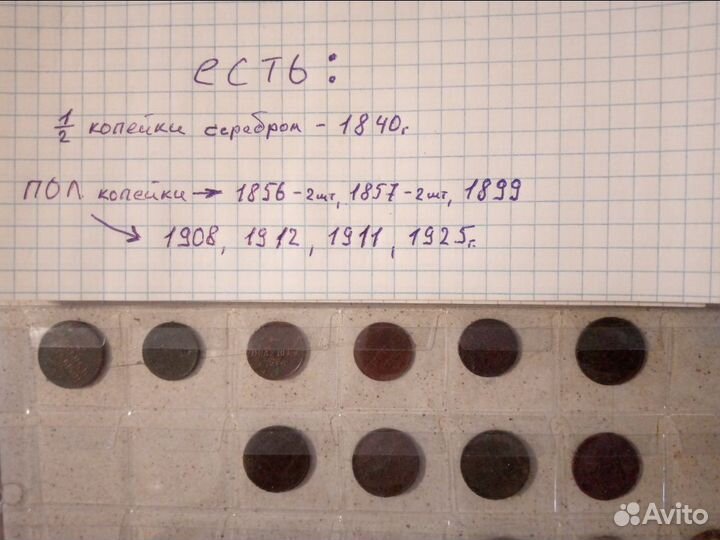 есть:
1/2 копейки серебром - 1840г.
ПОЛ копейки → 1856-2шт, 1857-2шт, 1899
→ 1908, 1912, 1911, 1925г.
Avito